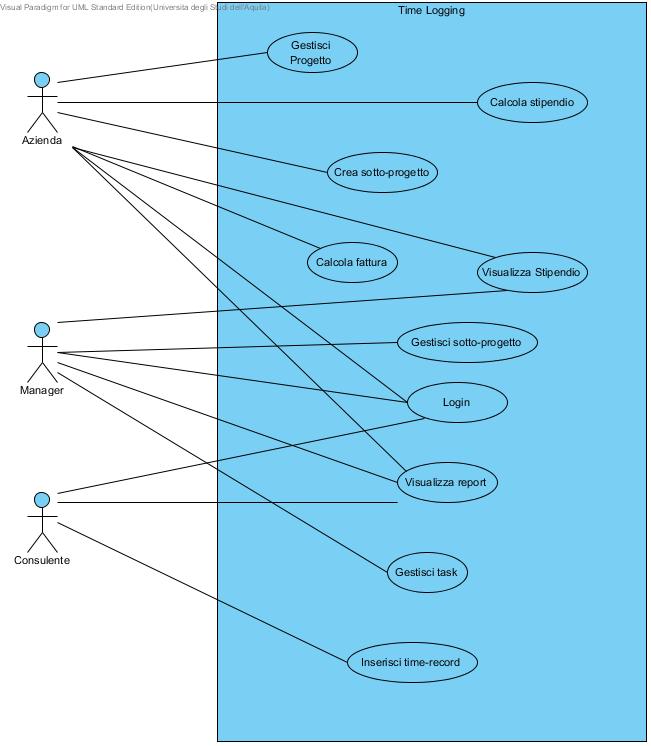 Visual Paradigm for UML Standard Edition(Universita degli Studi dell'Aquila)
Time Logging
Gestisci
Progetto
Calcola stipendio
Azienda
Crea sotto-progetto
Calcola fattura
Visualizza Stipendio
Gestisci sotto-progetto
Manager
Login
Visualizza report
Consulente
Gestisci task
Inserisci time-record